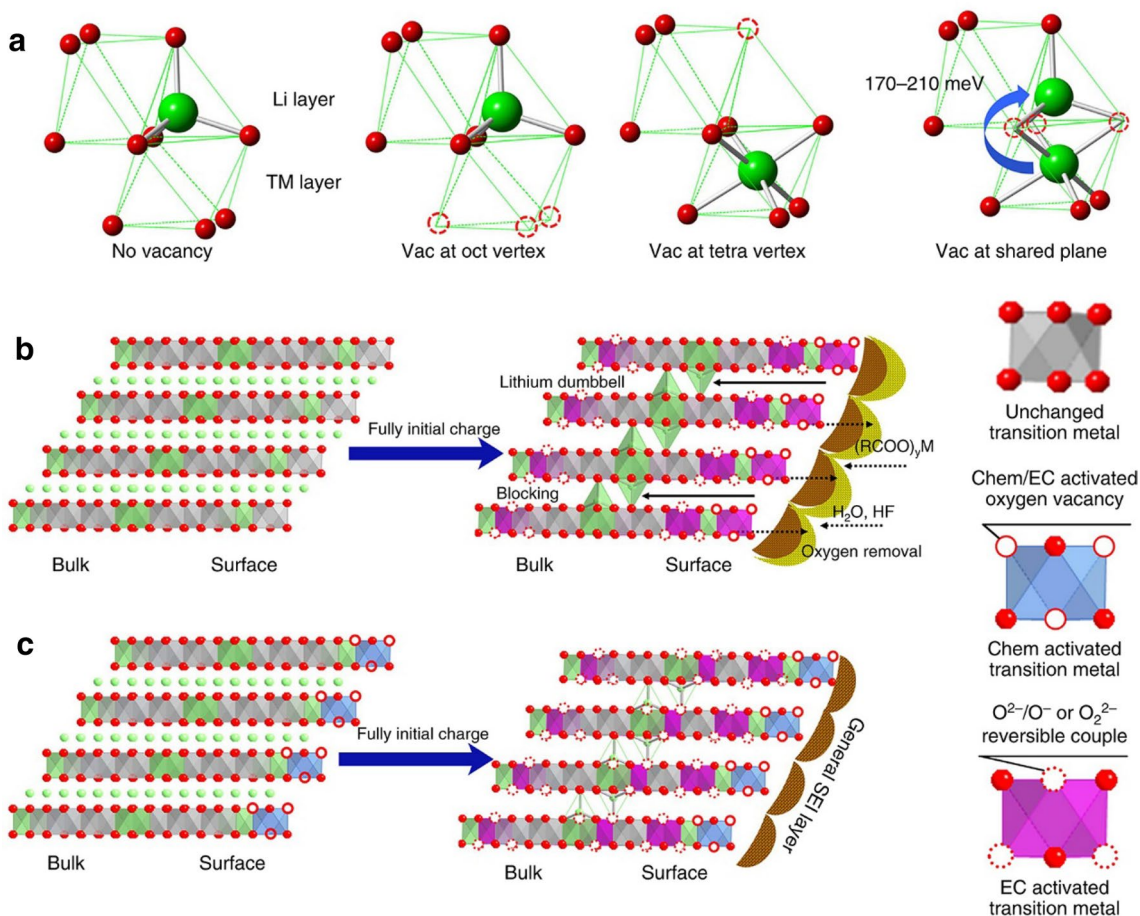 a
Li layer
TM layer
170–210 meV
No vacancy
Vac at oct vertex
Vac at tetra vertex
Vac at shared plane
b
Fully initial charge
Lithium dumbbell
Blocking
(RCOO)yM
H2O, HF
Oxygen removal
Bulk
Surface
Bulk
Surface
c
Fully initial charge
General SEI layer
Bulk
Surface
Bulk
Surface
Unchanged
transition metal
Chem/EC activated
oxygen vacancy
Chem activated
transition metal
O2–/O– or O22–
reversible couple
EC activated
transition metal